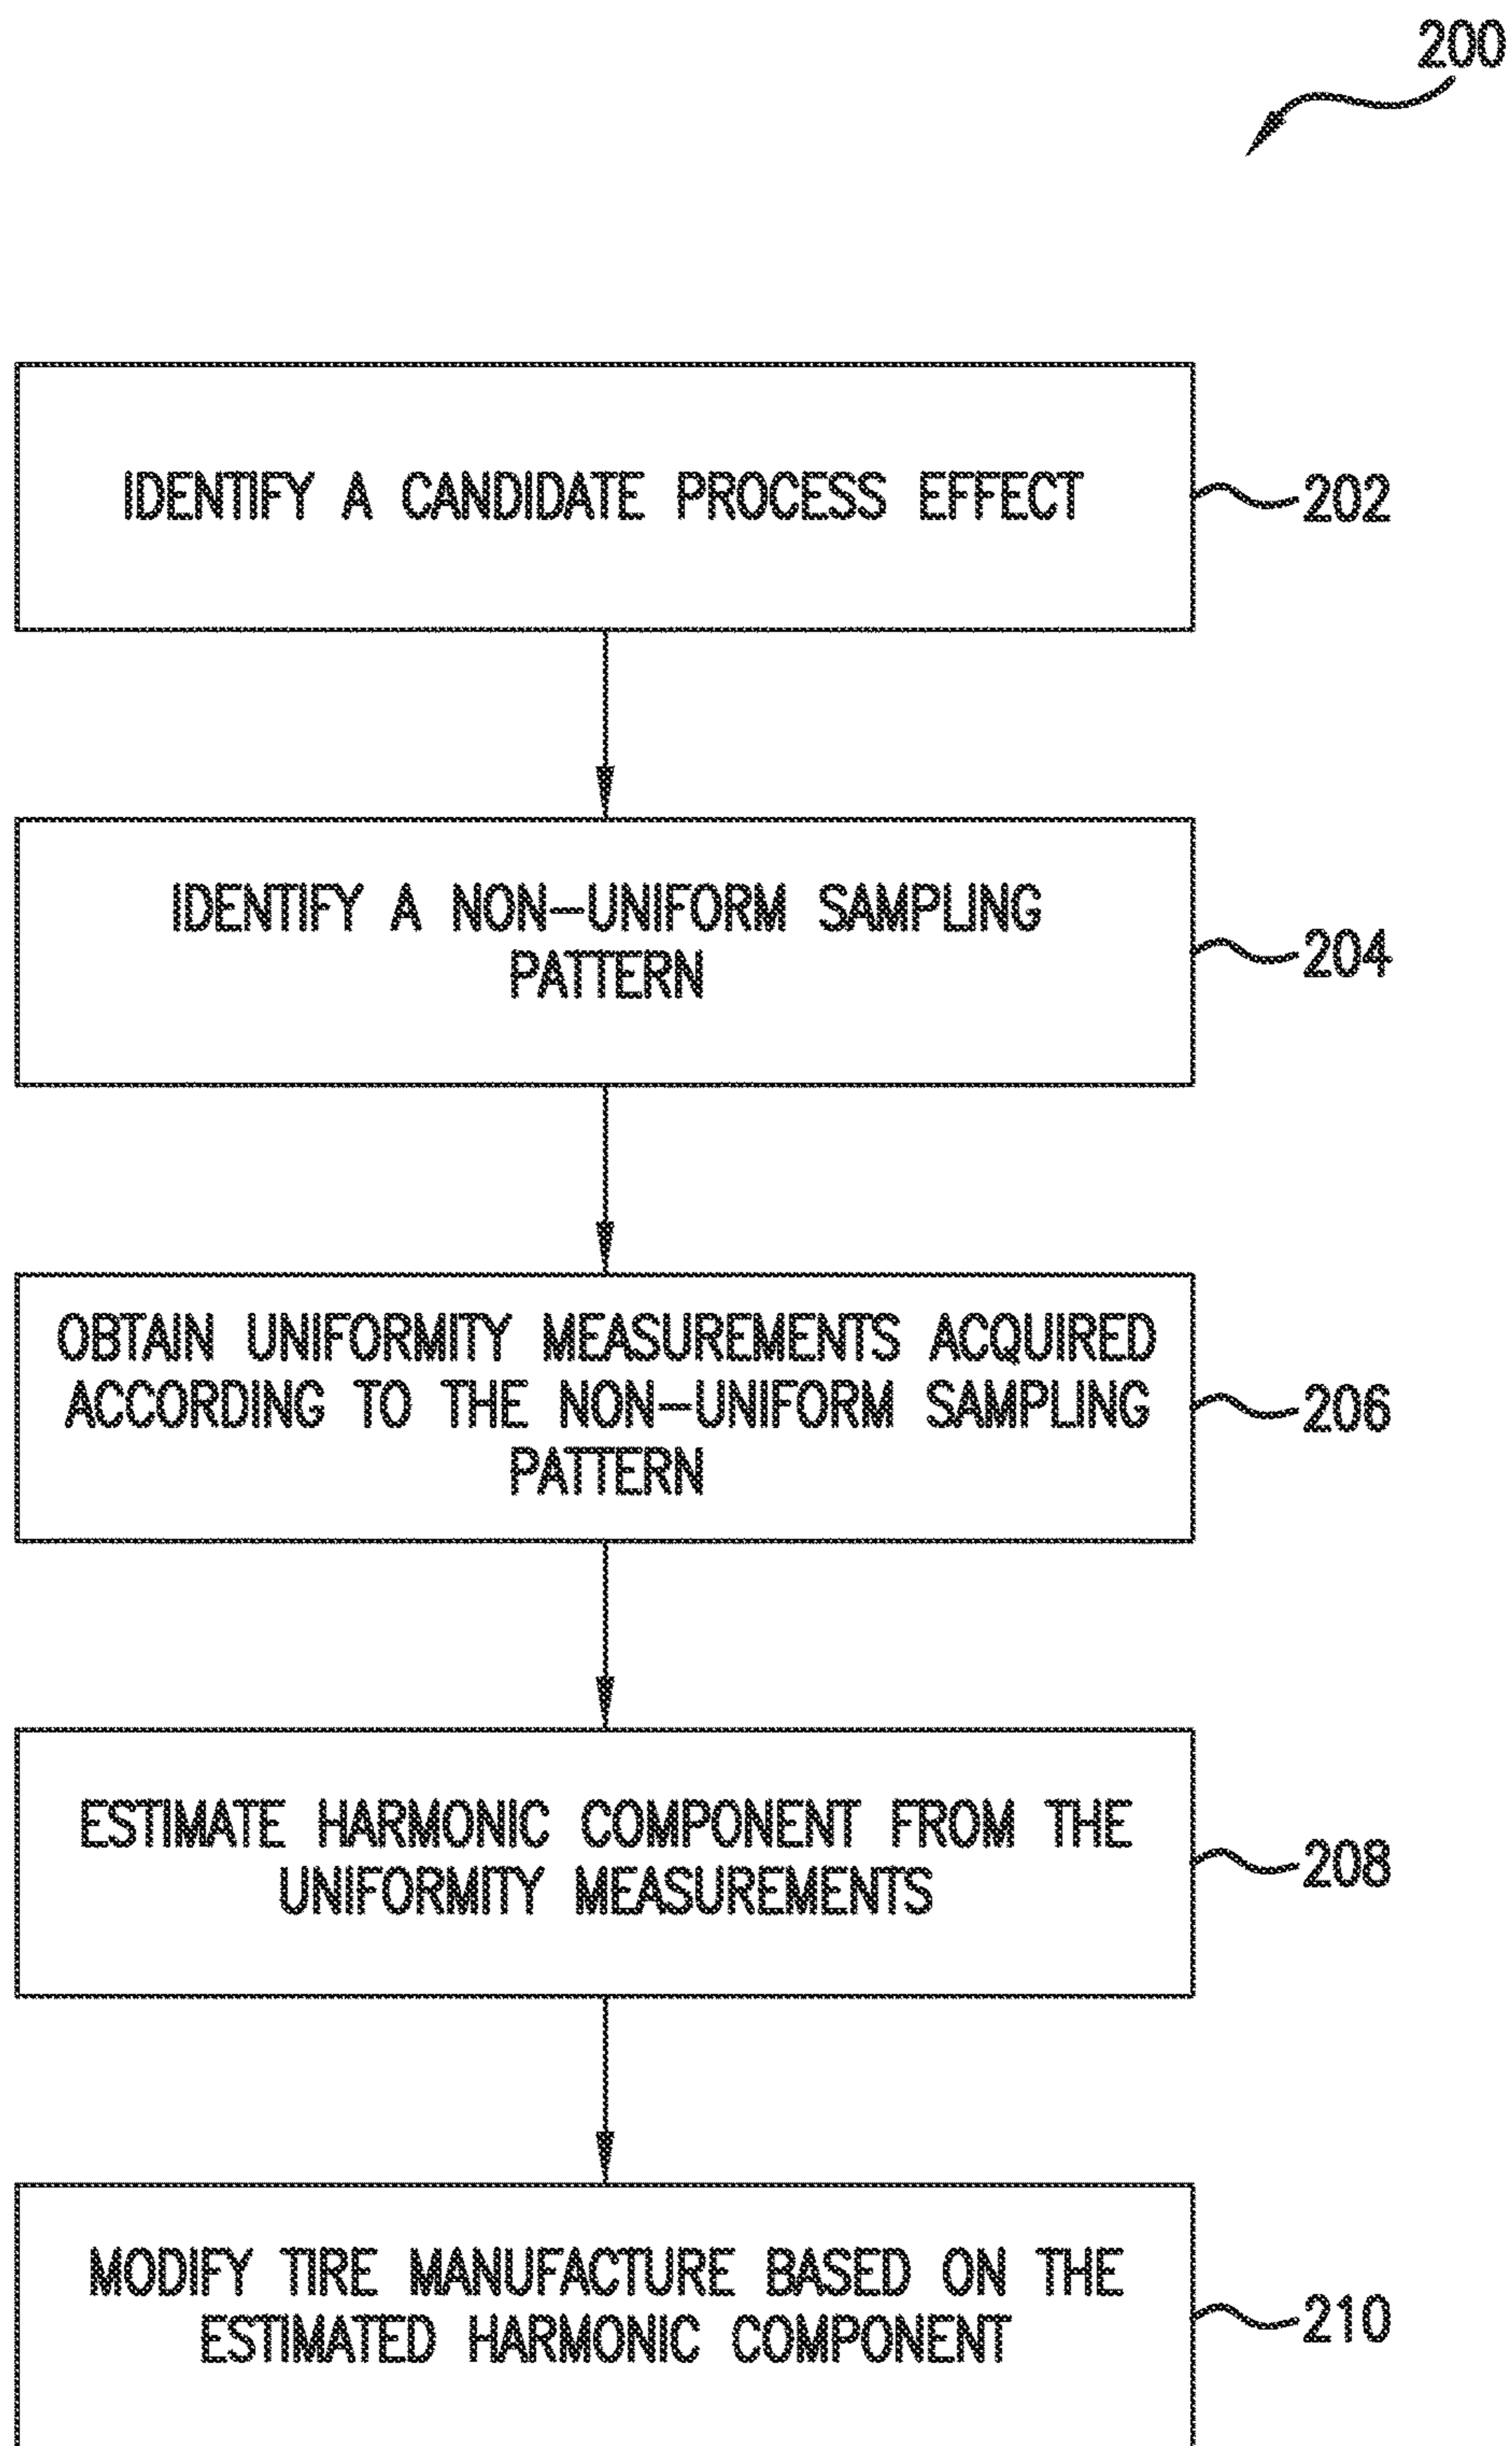 200
IDENTIFY A CANDIDATE PROCESS EFFECT
202
IDENTIFY A NON-UNIFORM SAMPLING
PATTERN
204
OBTAIN UNIFORMITY MEASUREMENTS ACQUIRED
ACCORDING TO THE NON-UNIFORM SAMPLING
PATTERN
206
ESTIMATE HARMONIC COMPONENT FROM THE
UNIFORMITY MEASUREMENTS
208
MODIFY TIRE MANUFACTURE BASED ON THE
ESTIMATED HARMONIC COMPONENT
210